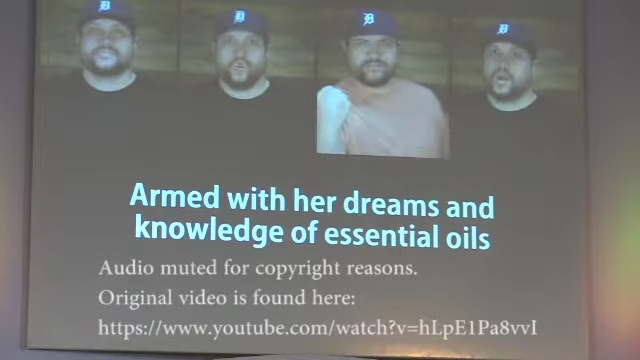 Armed with her dreams and
knowledge of essential oils
Audio muted for copyright reasons.
Original video is found here:
https://www.youtube.com/watch?v=hLpE1Pa8vvI